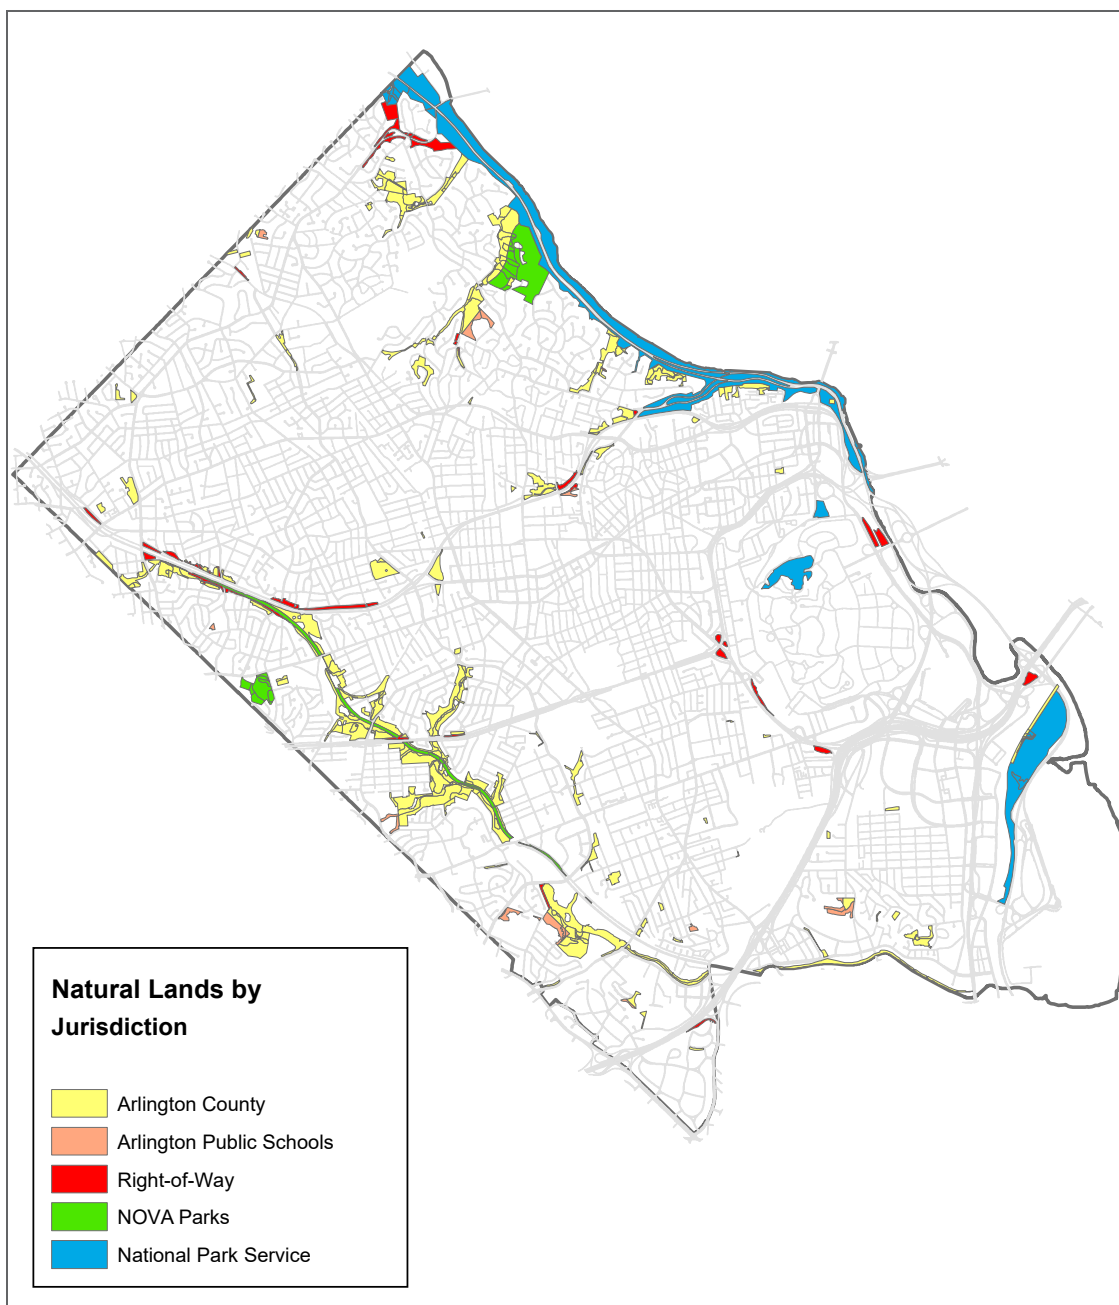 Natural Lands by
Jurisdiction
Arlington County
Arlington Public Schools
Right-of-Way
NOVA Parks
National Park Service